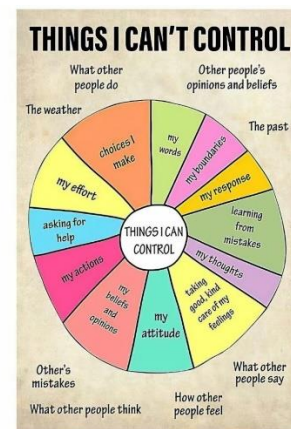 THINGS I CAN'T CONTROL
What other
people do
Other people's
opinions and beliefs
The weather
The past
choices I
make
my
words
my boundaries
my response
learning
from
mistakes
my thoughts
taking
good, kind
care of my
feelings
my
attitude
my
beliefs
and
opinions
my actions
asking for
help
my effort
THINGS I CAN
CONTROL
Other's
mistakes
What other
people say
What other people think
How other
people feel